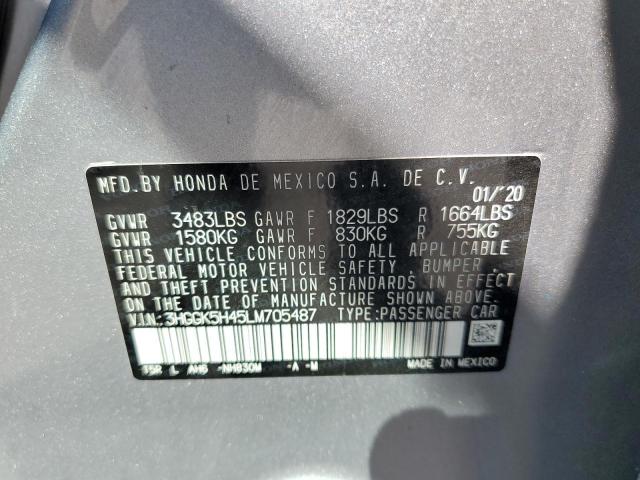 MFD.BY HONDA DE MEXICO S.A. DE C.V.
01/'20
GVWR 3483LBS GAWR F 1829LBS R 1664LBS
GVWR 1580KG GAWR F 830KG R 755KG
THIS VEHICLE CONFORMS TO ALL APPLICABLE
FEDERAL MOTOR VEHICLE SAFETY, BUMPER,
AND THEFT PREVENTION STANDARDS IN EFFECT
ON THE DATE OF MANUFACTURE SHOWN ABOVE.
V.I.N.:3HGGK5H45LM705487 TYPE:PASSENGER CAR
L NH830M -A -M MADE IN MEXICO